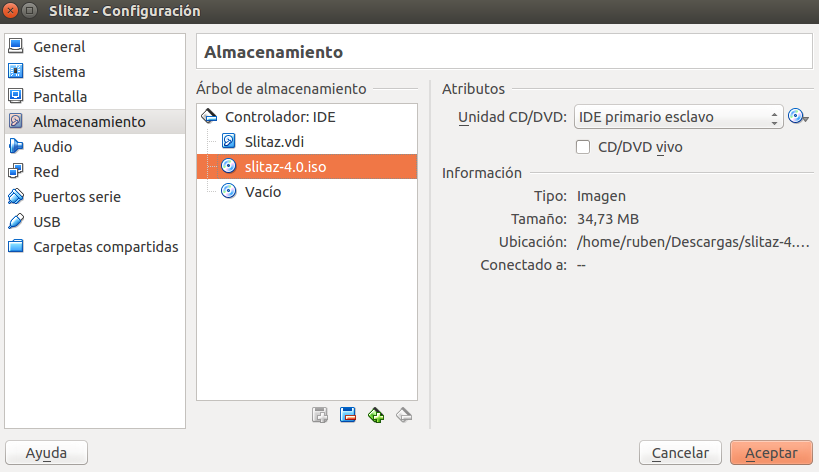 Slitaz - Configuración
General
Sistema
Pantalla
Almacenamiento
Audio
Red
Puertos serie
USB
Carpetas compartidas
Almacenamiento
Árbol de almacenamiento
Controlador: IDE
Slitaz.vdi
slitaz-4.0.iso
Vacío
Atributos
Unidad CD/DVD: IDE primario esclavo
CD/DVD vivo
Información
Tipo: Imagen
Tamaño: 34,73 MB
Ubicación: /home/ruben/Descargas/slitaz-4....
Conectado a: --
Ayuda
Cancelar
Aceptar